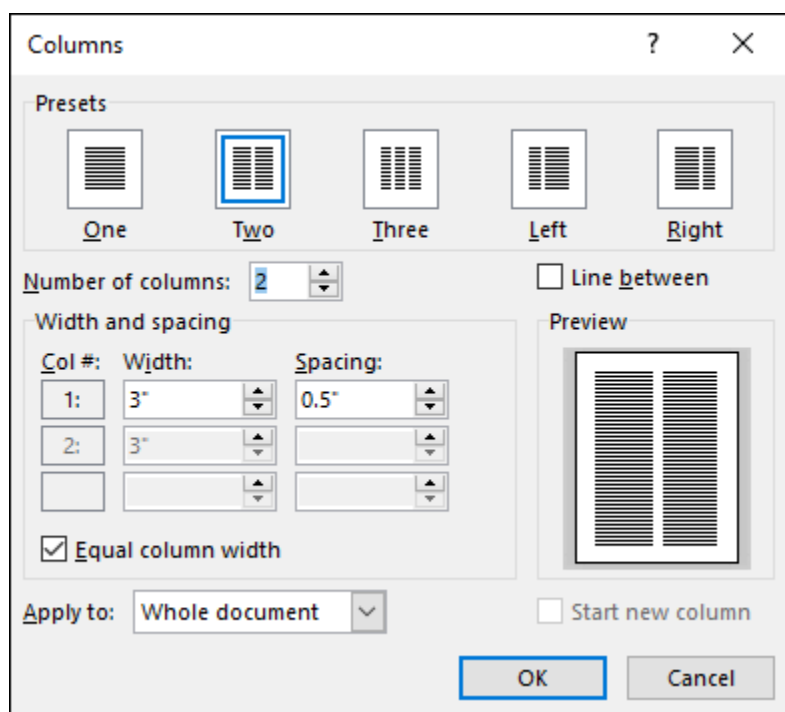 Columns ?
Presets
One Two Three Left Right
Number of columns: 2 Line between
Width and spacing Preview
Col #: Width: Spacing:
1: 3" 0.5"
2: 3"
Equal column width
Apply to: Whole document Start new column
OK Cancel